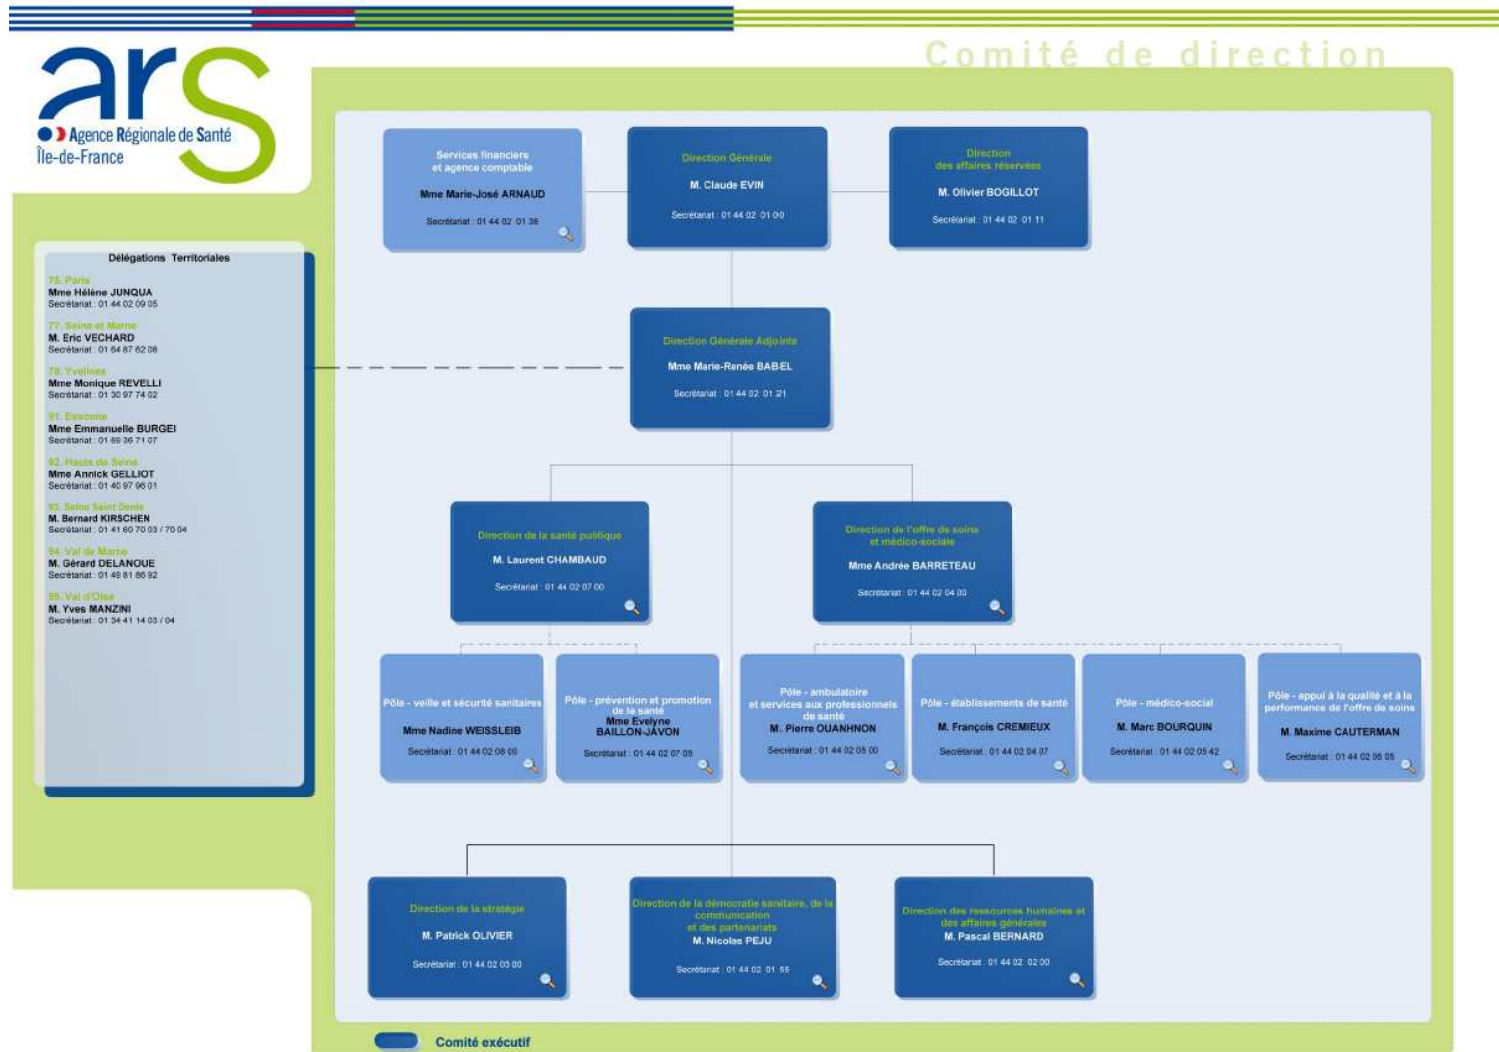 Comité de direction
ars
Agence Régionale de Santé
Île-de-France
Services financiers
et agence comptable
Mme Marie-José ARNAUD
Secrétariat : 01 44 02 01 38
Direction Générale
M. Claude EVIN
Secrétariat : 01 44 02 01 00
Direction
des affaires réservées
M. Olivier BOGILLOT
Secrétariat : 01 44 02 01 11
Délégations Territoriales
75. Paris
Mme Hélène JUNQUA
Secrétariat : 01 44 02 09 05
77. Seine et Marne
M. Eric VECHARD
Secrétariat : 01 64 87 62 08
78. Yvelines
Mme Monique REVELLI
Secrétariat : 01 30 97 74 02
91. Essonne
Mme Emmanuelle BURGEI
Secrétariat : 01 69 36 71 07
92. Hauts de Seine
Mme Annick GELLIOT
Secrétariat : 01 40 97 96 01
93. Seine Saint Denis
M. Bernard KIRSCHEN
Secrétariat : 01 41 60 70 03 / 70 04
94. Val de Marne
M. Gérard DELANOUE
Secrétariat : 01 49 81 86 92
95. Val d'Oise
M. Yves MANZINI
Secrétariat : 01 34 41 14 03 / 04
Direction Générale Adjointe
Mme Marie-Renée BABEL
Secrétariat : 01 44 02 01 21
Direction de la santé publique
M. Laurent CHAMBAUD
Secrétariat : 01 44 02 07 00
Direction de l'offre de soins
et médico-sociale
Mme Andrée BARRETEAU
Secrétariat : 01 44 02 04 00
Pôle - veille et sécurité sanitaires
Mme Nadine WEISSLEIB
Secrétariat : 01 44 02 08 00
Pôle - prévention et promotion
de la santé
Mme Evelyne
BAILLON-JAVON
Secrétariat : 01 44 02 07 05
Pôle - ambulatoire
et services aux professionnels
de santé
M. Pierre OUANHNON
Secrétariat : 01 44 02 05 00
Pôle - établissements de santé
M. François CREMIEUX
Secrétariat : 01 44 02 04 07
Pôle - médico-social
M. Marc BOURQUIN
Secrétariat : 01 44 02 05 42
Pôle - appui à la qualité et à la
performance de l'offre de soins
M. Maxime CAUTERMAN
Secrétariat : 01 44 02 06 05
Direction de la stratégie
M. Patrick OLIVIER
Secrétariat : 01 44 02 03 00
Direction de la démocratie sanitaire, de la
communication
et des partenariats
M. Nicolas PEJU
Secrétariat : 01 44 02 01 55
Direction des ressources humaines et
des affaires générales
M. Pascal BERNARD
Secrétariat : 01 44 02 02 00
Comité exécutif